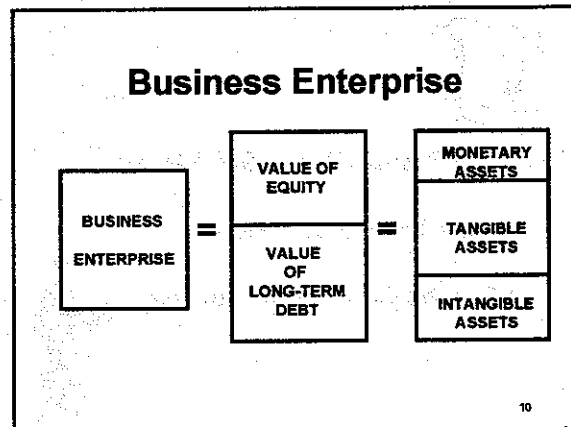 Business Enterprise
BUSINESS
ENTERPRISE
=
VALUE OF
EQUITY
VALUE
OF
LONG-TERM
DEBT
=
MONETARY
ASSETS
TANGIBLE
ASSETS
INTANGIBLE
ASSETS
10